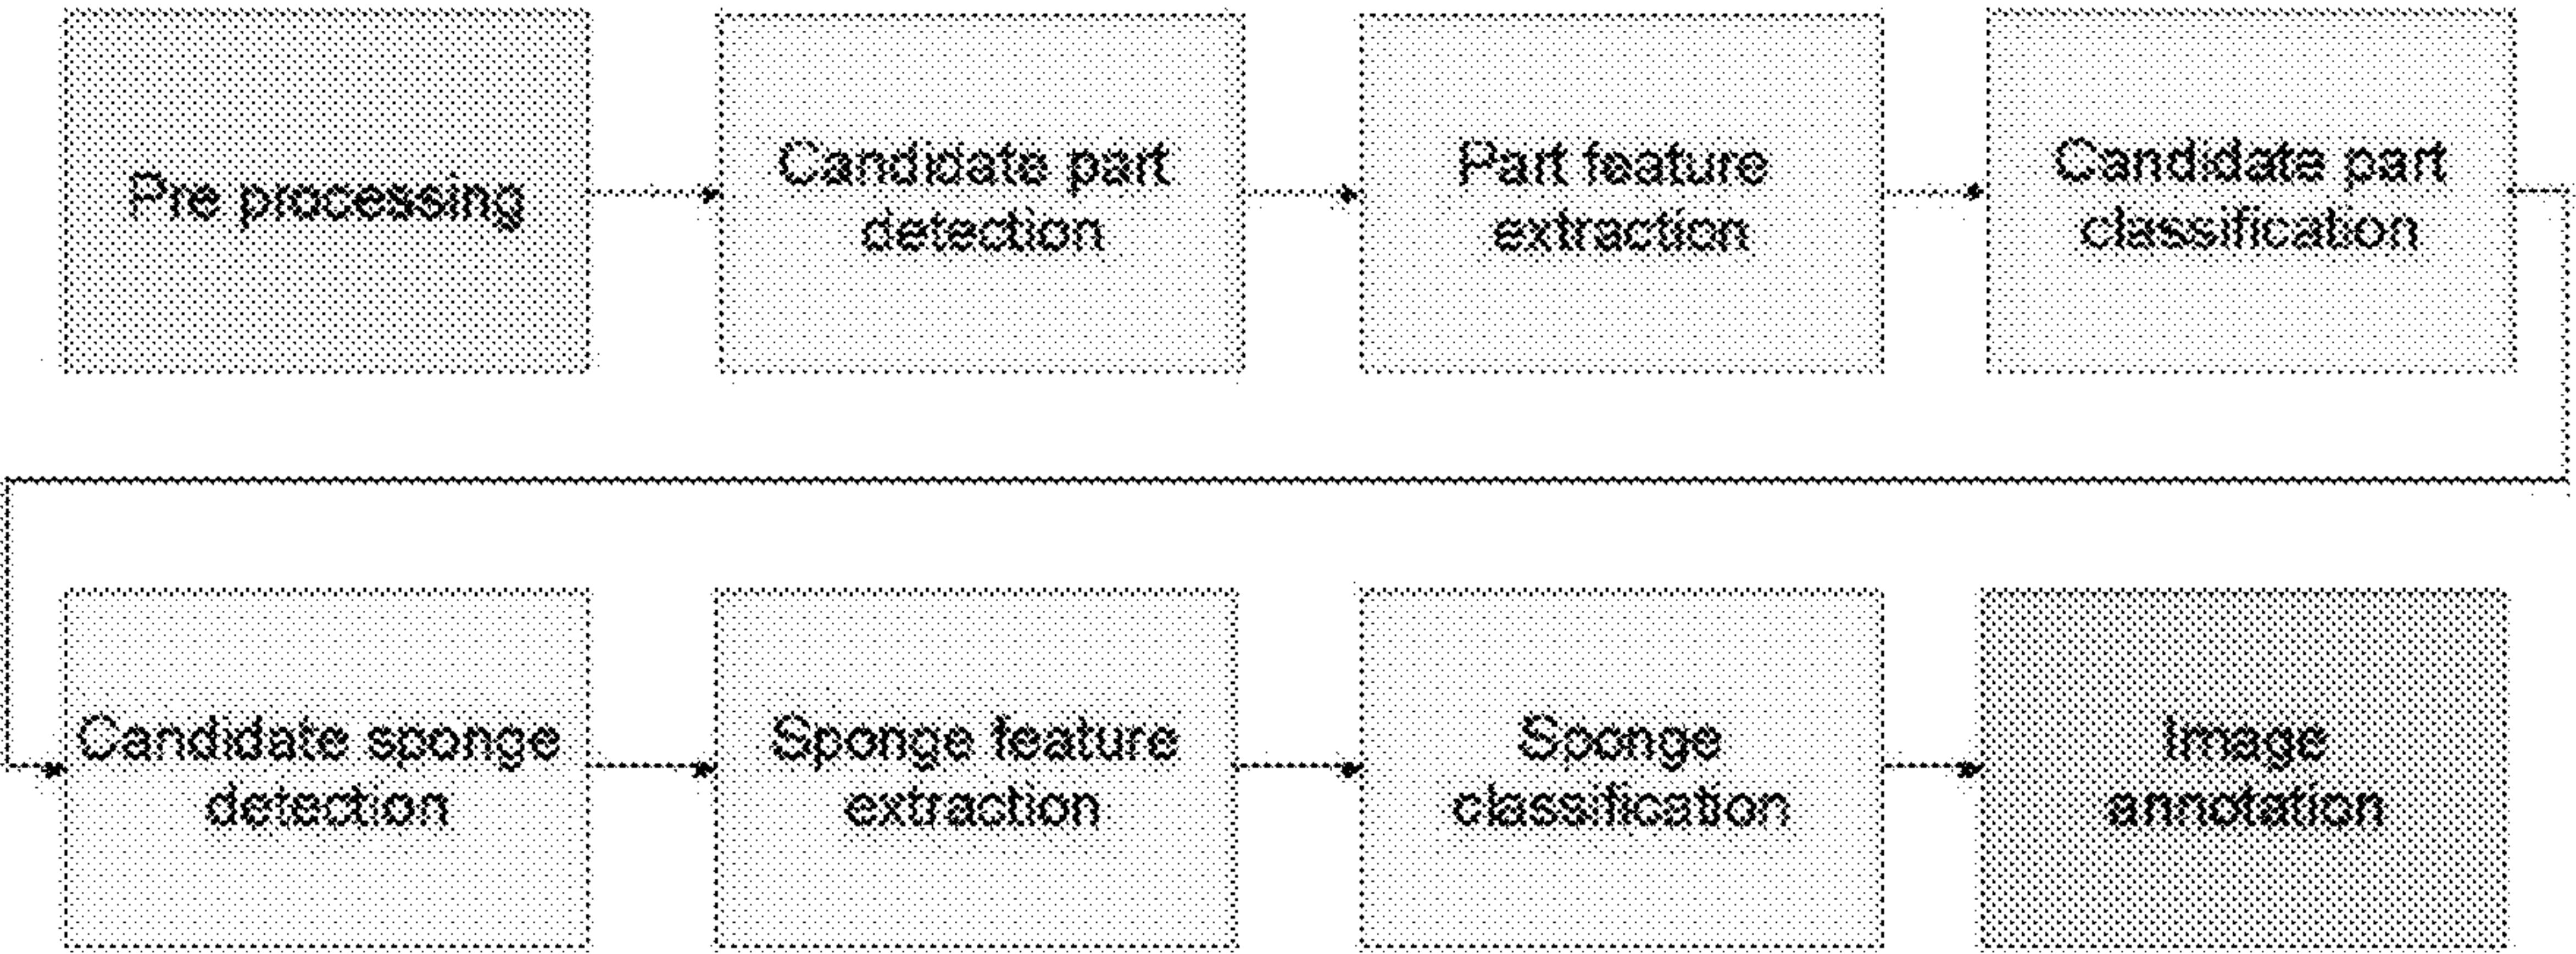 Pre processing
Candidate part
detection
Part feature
extraction
Candidate part
classification
Candidate sponge
detection
Sponge feature
extraction
Sponge
classification
Image
annotation